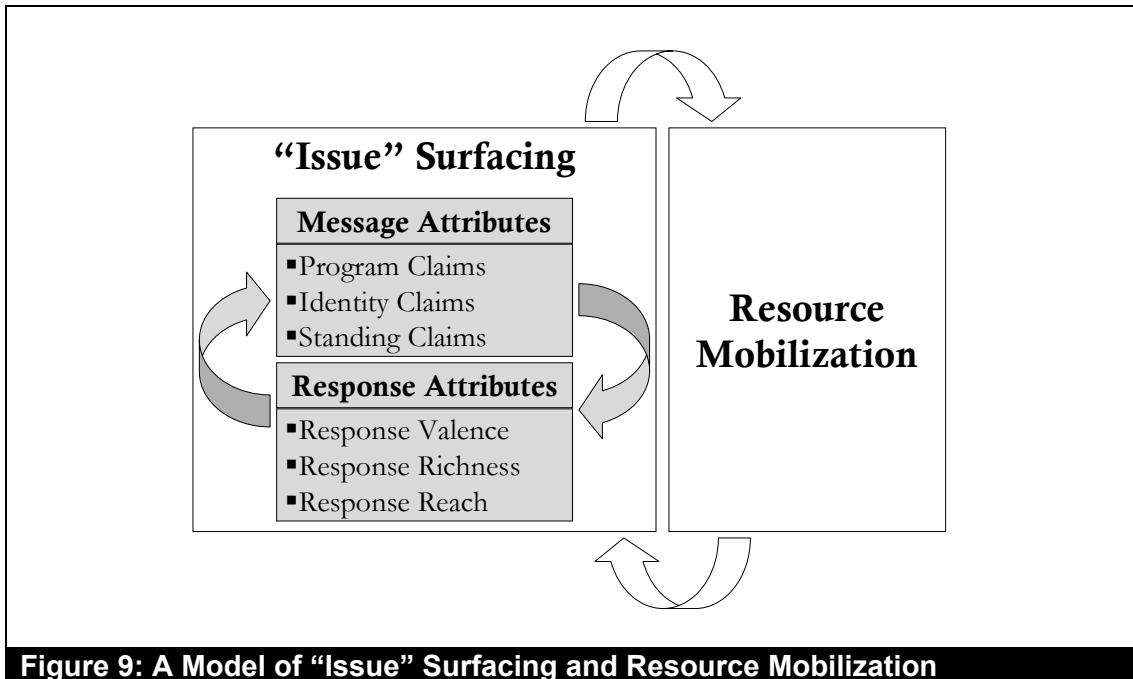 “Issue” Surfacing
Message Attributes
▪Program Claims
▪Identity Claims
▪Standing Claims
Response Attributes
▪Response Valence
▪Response Richness
▪Response Reach
Resource
Mobilization
Figure 9: A Model of “Issue” Surfacing and Resource Mobilization